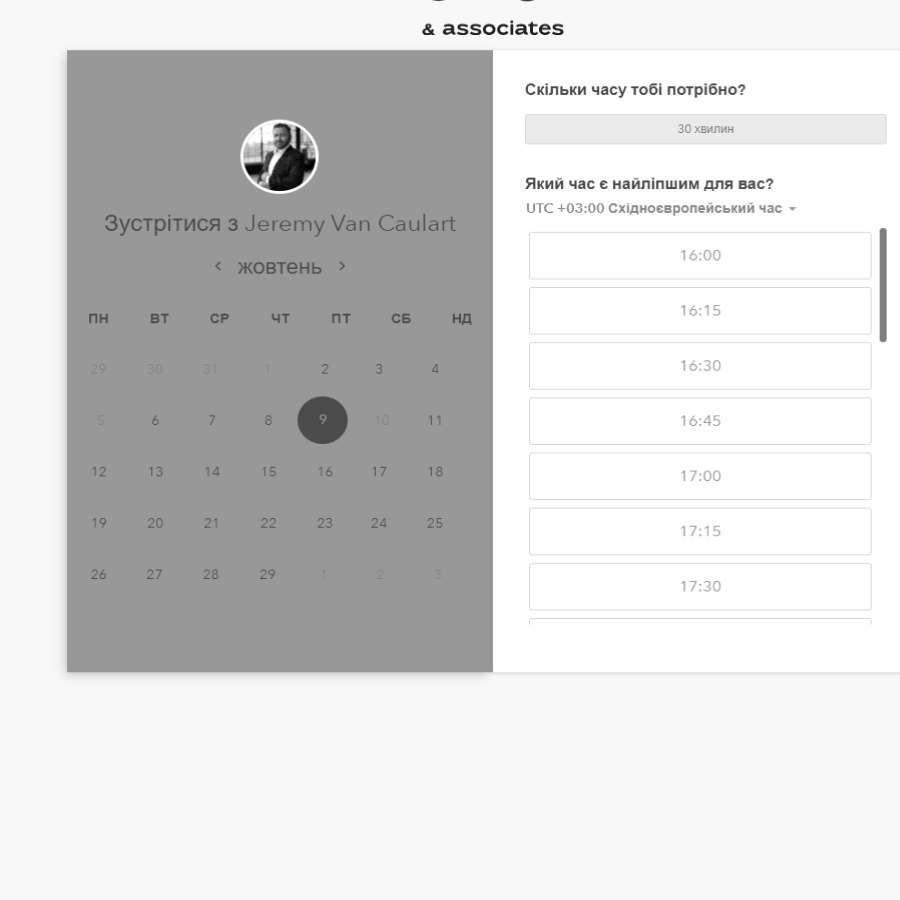 & associates
Зустрітися з Jeremy Van Caulart
жовтень
ПН ВТ СР ЧТ ПТ СБ НД
29 30 31 1 2 3 4
5 6 7 8 9 10 11
12 13 14 15 16 17 18
19 20 21 22 23 24 25
26 27 28 29 1 2 3
Скільки часу тобі потрібно?
30 хвилин
Який час є найліпшим для вас?
UTC +03:00 Східноєвропейський час
16:00
16:15
16:30
16:45
17:00
17:15
17:30